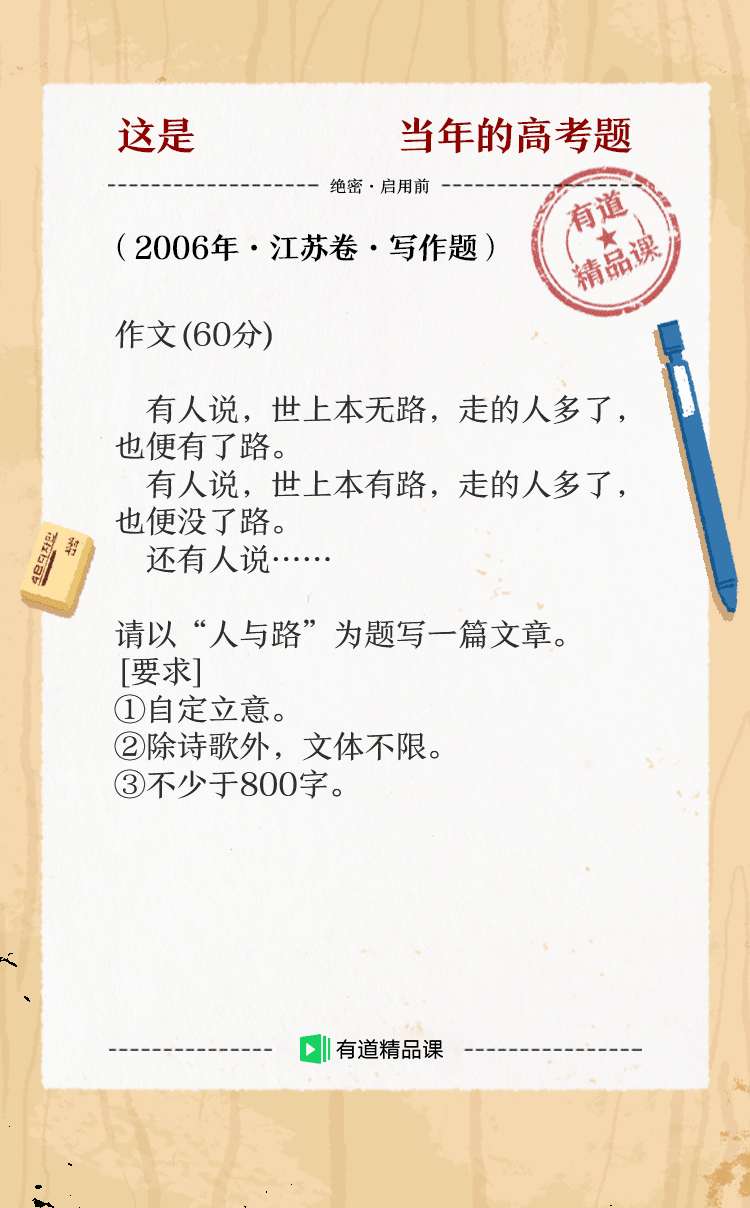 这是 当年的高考题
绝密·启用前
（2006年·江苏卷·写作题）
有道
精品课
作文(60分)
有人说，世上本无路，走的人多了，
也便有了路。
有人说，世上本有路，走的人多了，
也便没了路。
还有人说……
请以“人与路”为题写一篇文章。
[要求]
①自定立意。
②除诗歌外，文体不限。
③不少于800字。
有道精品课